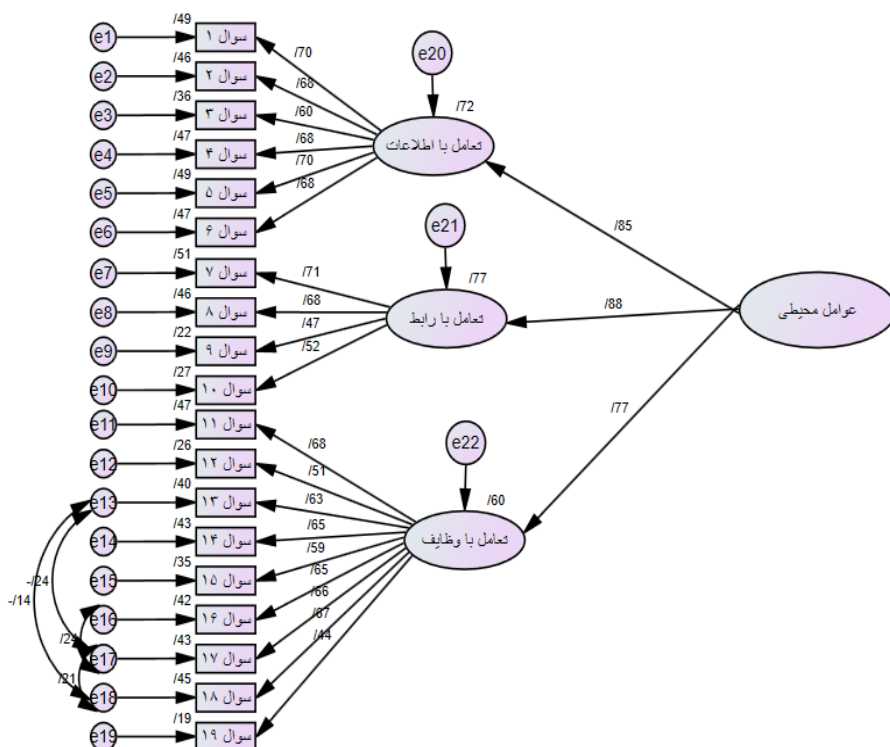 e1 /49 سوال ۱
e2 /46 سوال ۲
e3 /36 سوال ۳
e4 /47 سوال ۴
e5 /49 سوال ۵
e6 /47 سوال ۶
e7 /51 سوال ۷
e8 /46 سوال ۸
e9 /22 سوال ۹
e10 /27 سوال ۱۰
e11 /47 سوال ۱۱
e12 /26 سوال ۱۲
e13 /40 سوال ۱۳
e14 /43 سوال ۱۴
e15 /35 سوال ۱۵
e16 /42 سوال ۱۶
e17 /43 سوال ۱۷
e18 /45 سوال ۱۸
e19 /19 سوال ۱۹
-/24
-/14
/24
/21
/70
/68
/60
/68
/70
/68
e20
/72
تعامل با اطلاعات
/71
/68
/47
/52
e21
/77
تعامل با رابط
/68
/51
/63
/65
/59
/65
/66
/67
/44
e22
/60
تعامل با وظایف
/85
/88
/77
عوامل محیطی